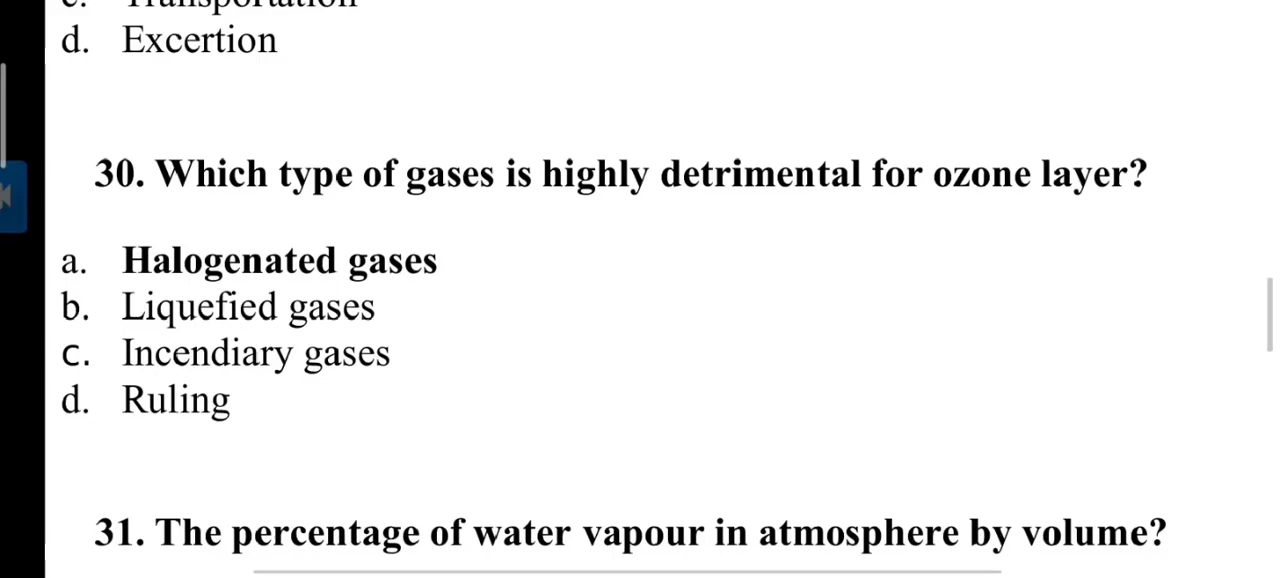 d. Excertion
30. Which type of gases is highly detrimental for ozone layer?
a. Halogenated gases
b. Liquefied gases
c. Incendiary gases
d. Ruling
31. The percentage of water vapour in atmosphere by volume?